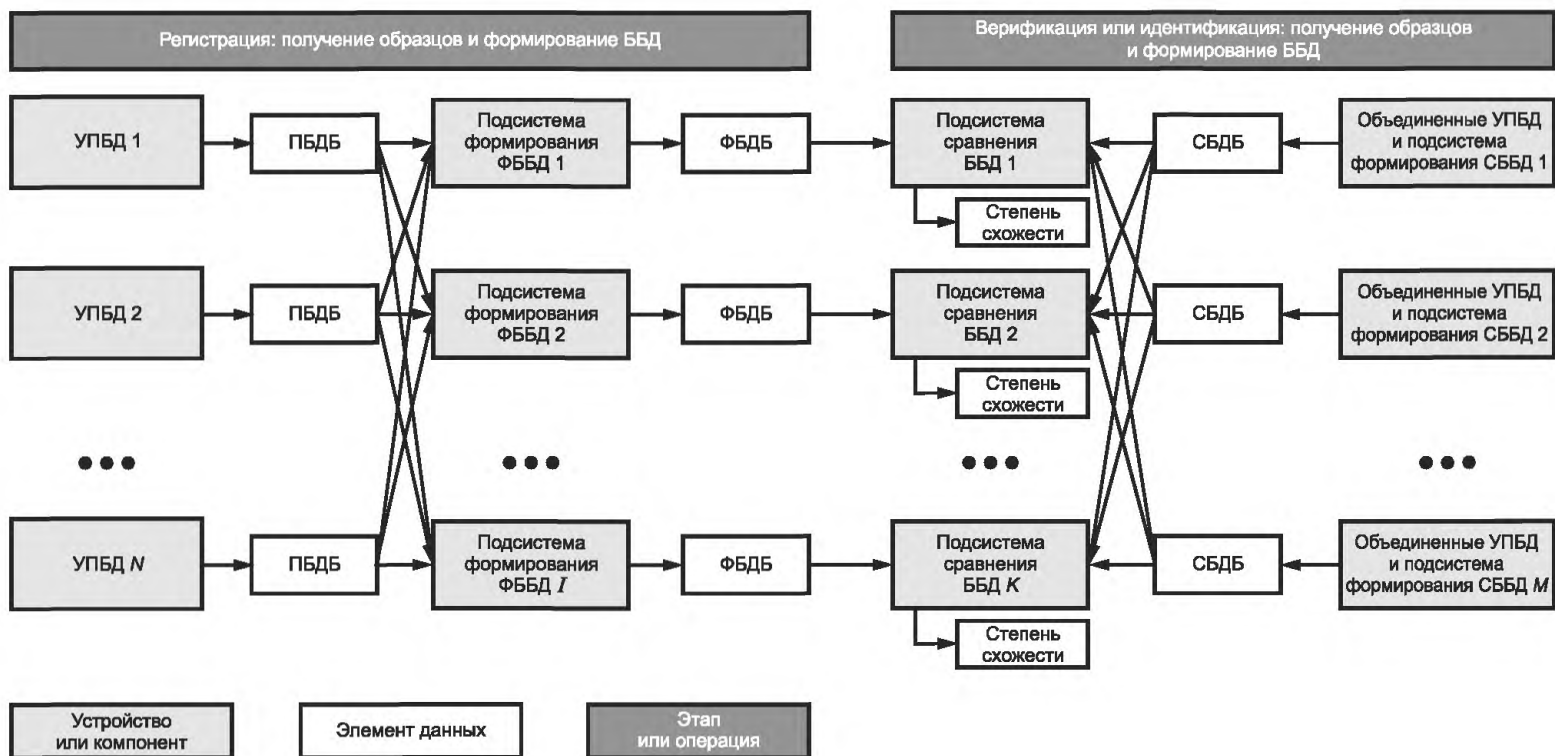 Регистрация: получение образцов и формирование ББД
Верификация или идентификация: получение образцов
и формирование ББД
УПБД 1
ПБДБ
Подсистема
формирования
ФББД 1
ФБДБ
Подсистема
сравнения
ББД 1
СБДБ
Объединенные УПБД
и подсистема
формирования СББД 1
Степень
схожести
УПБД 2
ПБДБ
Подсистема
формирования
ФББД 2
ФБДБ
Подсистема
сравнения
ББД 2
СБДБ
Объединенные УПБД
и подсистема
формирования СББД 2
Степень
схожести
УПБД N
ПБДБ
Подсистема
формирования
ФББД I
ФБДБ
Подсистема
сравнения
ББД K
СБДБ
Объединенные УПБД
и подсистема
формирования СББД M
Степень
схожести
Устройство
или компонент
Элемент данных
Этап
или операция